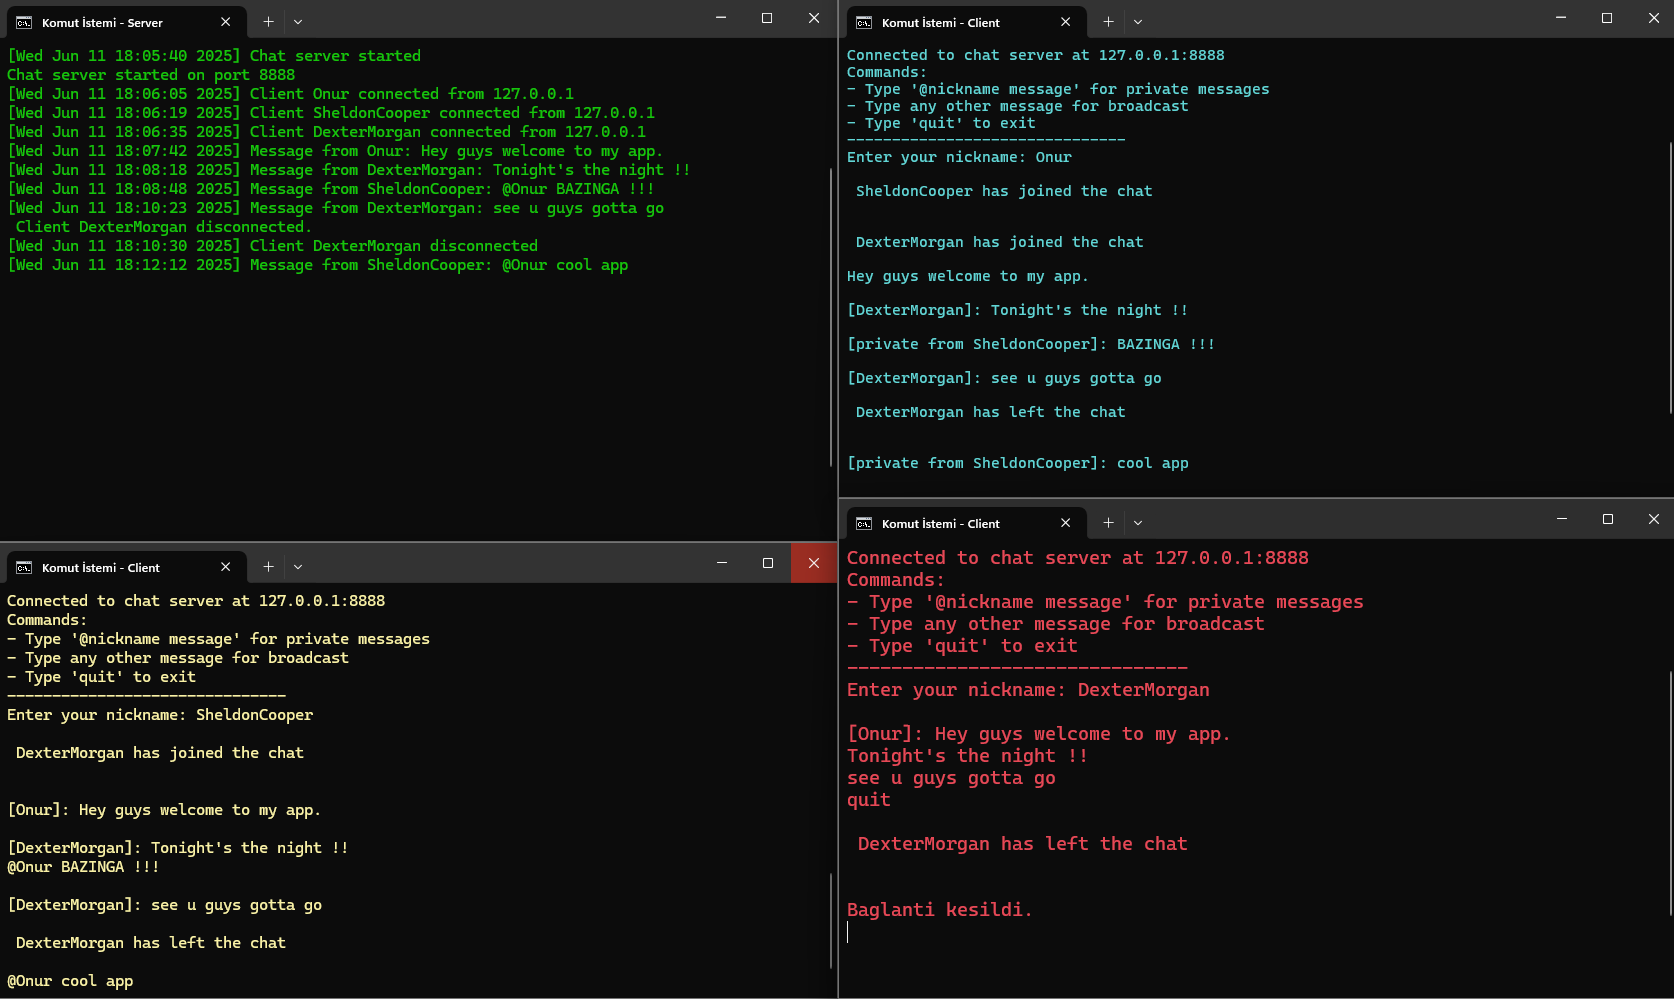 Komut İstemi - Server
[Wed Jun 11 18:05:40 2025] Chat server started
Chat server started on port 8888
[Wed Jun 11 18:06:05 2025] Client Onur connected from 127.0.0.1
[Wed Jun 11 18:06:19 2025] Client SheldonCooper connected from 127.0.0.1
[Wed Jun 11 18:06:35 2025] Client DexterMorgan connected from 127.0.0.1
[Wed Jun 11 18:07:42 2025] Message from Onur: Hey guys welcome to my app.
[Wed Jun 11 18:08:18 2025] Message from DexterMorgan: Tonight's the night !!
[Wed Jun 11 18:08:48 2025] Message from SheldonCooper: @Onur BAZINGA !!!
[Wed Jun 11 18:10:23 2025] Message from DexterMorgan: see u guys gotta go
Client DexterMorgan disconnected.
[Wed Jun 11 18:10:30 2025] Client DexterMorgan disconnected
[Wed Jun 11 18:12:12 2025] Message from SheldonCooper: @Onur cool app
Komut İstemi - Client
Connected to chat server at 127.0.0.1:8888
Commands:
- Type '@nickname message' for private messages
- Type any other message for broadcast
- Type 'quit' to exit
-------------------------------
Enter your nickname: Onur
SheldonCooper has joined the chat
DexterMorgan has joined the chat
Hey guys welcome to my app.
[DexterMorgan]: Tonight's the night !!
[private from SheldonCooper]: BAZINGA !!!
[DexterMorgan]: see u guys gotta go
DexterMorgan has left the chat
[private from SheldonCooper]: cool app
Komut İstemi - Client
Connected to chat server at 127.0.0.1:8888
Commands:
- Type '@nickname message' for private messages
- Type any other message for broadcast
- Type 'quit' to exit
-------------------------------
Enter your nickname: SheldonCooper
DexterMorgan has joined the chat
[Onur]: Hey guys welcome to my app.
[DexterMorgan]: Tonight's the night !!
@Onur BAZINGA !!!
[DexterMorgan]: see u guys gotta go
DexterMorgan has left the chat
@Onur cool app
Komut İstemi - Client
Connected to chat server at 127.0.0.1:8888
Commands:
- Type '@nickname message' for private messages
- Type any other message for broadcast
- Type 'quit' to exit
-------------------------------
Enter your nickname: DexterMorgan
[Onur]: Hey guys welcome to my app.
Tonight's the night !!
see u guys gotta go
quit
DexterMorgan has left the chat
Baglanti kesildi.